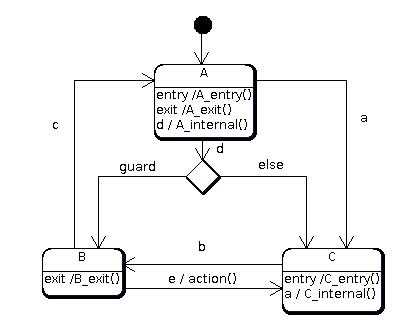 A
entry /A_entry()
exit /A_exit()
d / A_internal()
c
a
d
guard
else
B
exit /B_exit()
b
e / action()
C
entry /C_entry()
a / C_internal()